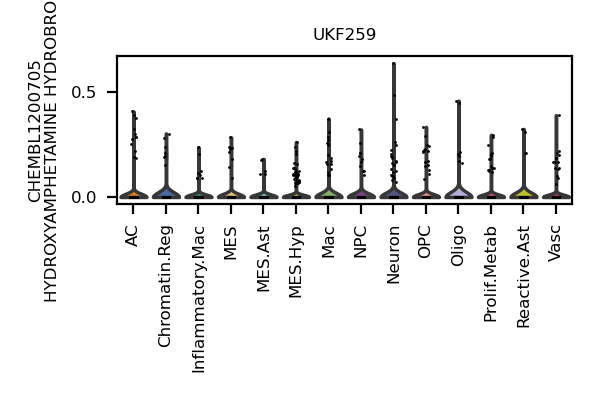 UKF259
CHEMBL1200705
HYDROXYAMPHETAMINE HYDROBRO
0.5
0.0
AC
Chromatin.Reg
Inflammatory.Mac
MES
MES.Ast
MES.Hyp
Mac
NPC
Neuron
OPC
Oligo
Prolif.Metab
Reactive.Ast
Vasc